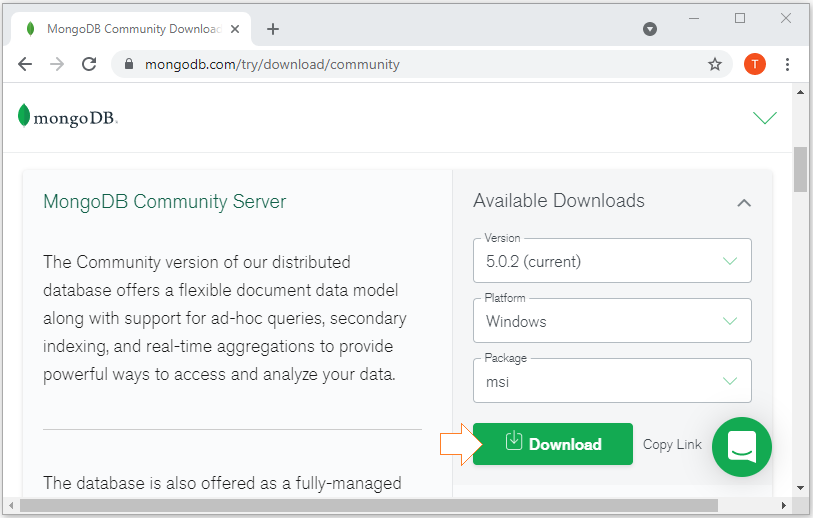 MongoDB Community Download
mongodb.com/try/download/community
T
mongoDB.
MongoDB Community Server
The Community version of our distributed
database offers a flexible document data model
along with support for ad-hoc queries, secondary
indexing, and real-time aggregations to provide
powerful ways to access and analyze your data.
The database is also offered as a fully-managed
Available Downloads
Version
5.0.2 (current)
Platform
Windows
Package
msi
Download
Copy Link